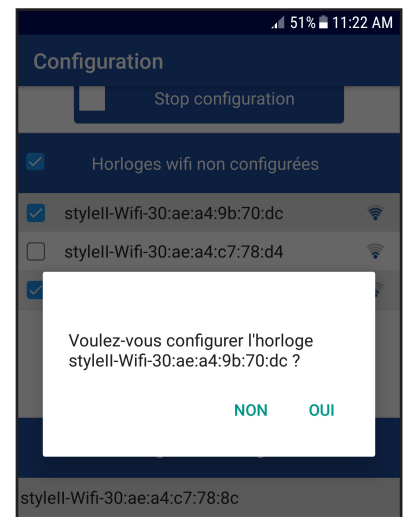 51% 11:22 AM
Configuration
Stop configuration
Horloges wifi non configurées
styleII-Wifi-30:ae:a4:9b:70:dc
styleII-Wifi-30:ae:a4:c7:78:d4
Voulez-vous configurer l'horloge
styleII-Wifi-30:ae:a4:9b:70:dc ?
NON OUI
styleII-Wifi-30:ae:a4:c7:78:8c